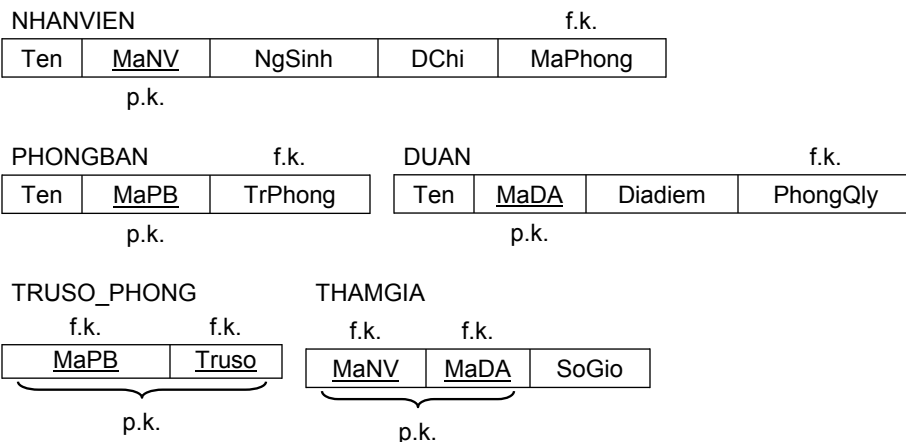 NHANVIEN f.k.
Ten MaNV NgSinh DChi MaPhong
p.k.
PHONGBAN f.k.
Ten MaPB TrPhong
p.k.
DUAN f.k.
Ten MaDA Diadiem PhongQly
p.k.
TRUSO_PHONG
f.k. f.k.
MaPB Truso
p.k.
THAMGIA
f.k. f.k.
MaNV MaDA SoGio
p.k.